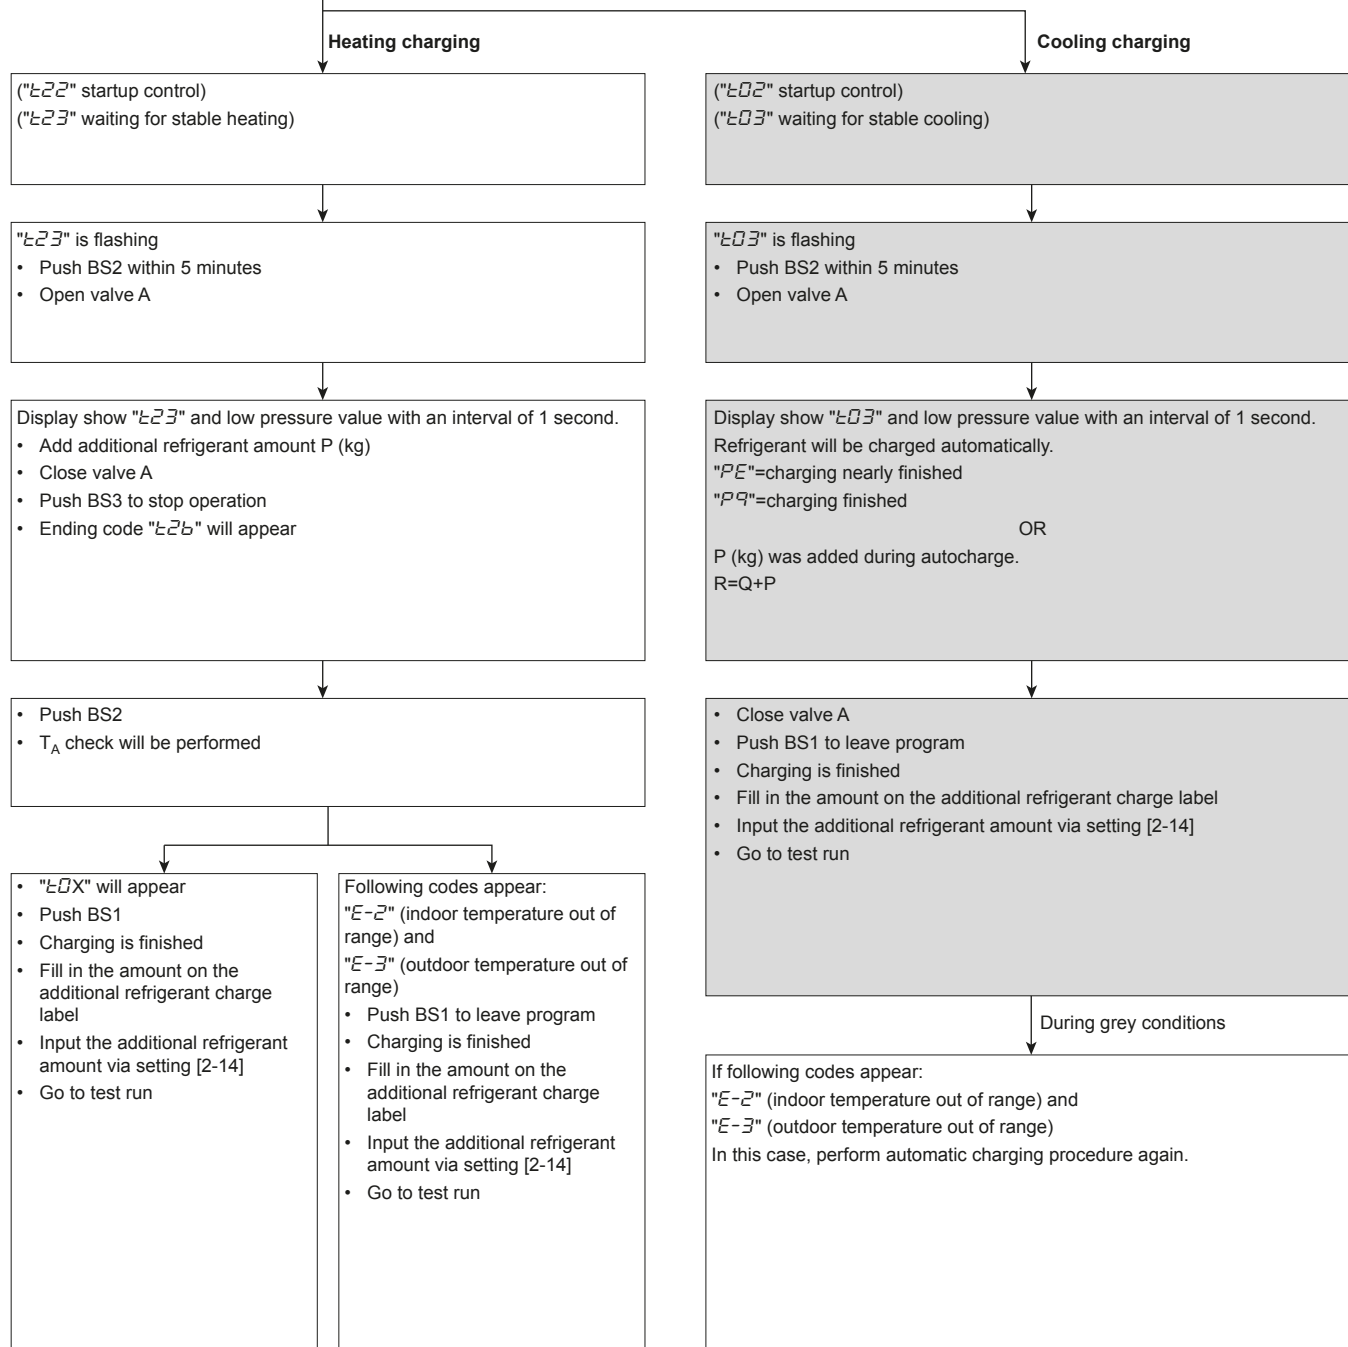 Heating charging
("t22" startup control)
("t23" waiting for stable heating)
"t23" is flashing
• Push BS2 within 5 minutes
• Open valve A
Display show "t23" and low pressure value with an interval of 1 second.
• Add additional refrigerant amount P (kg)
• Close valve A
• Push BS3 to stop operation
• Ending code "t2b" will appear
• Push BS2
• TA check will be performed
• "t0X" will appear
• Push BS1
• Charging is finished
• Fill in the amount on the
additional refrigerant charge
label
• Input the additional refrigerant
amount via setting [2-14]
• Go to test run
Following codes appear:
"E-2" (indoor temperature out of
range) and
"E-3" (outdoor temperature out of
range)
• Push BS1 to leave program
• Charging is finished
• Fill in the amount on the
additional refrigerant charge
label
• Input the additional refrigerant
amount via setting [2-14]
• Go to test run
Cooling charging
("t02" startup control)
("t03" waiting for stable cooling)
"t03" is flashing
• Push BS2 within 5 minutes
• Open valve A
Display show "t03" and low pressure value with an interval of 1 second.
Refrigerant will be charged automatically.
"PE"=charging nearly finished
"P9"=charging finished
OR
P (kg) was added during autocharge.
R=Q+P
• Close valve A
• Push BS1 to leave program
• Charging is finished
• Fill in the amount on the additional refrigerant charge label
• Input the additional refrigerant amount via setting [2-14]
• Go to test run
During grey conditions
If following codes appear:
"E-2" (indoor temperature out of range) and
"E-3" (outdoor temperature out of range)
In this case, perform automatic charging procedure again.